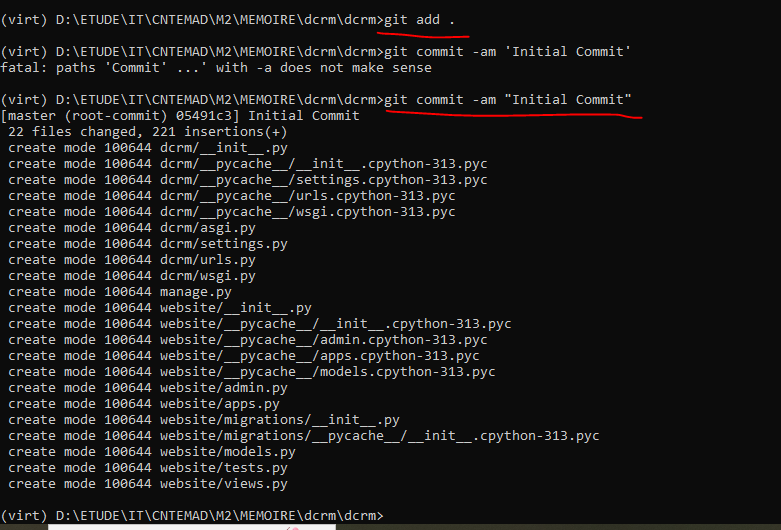 (virt) D:\ETUDE\IT\CNTEMAD\M2\MEMOIRE\dcrm\dcrm>git add .
(virt) D:\ETUDE\IT\CNTEMAD\M2\MEMOIRE\dcrm\dcrm>git commit -am 'Initial Commit'
fatal: paths 'Commit' ...' with -a does not make sense
(virt) D:\ETUDE\IT\CNTEMAD\M2\MEMOIRE\dcrm\dcrm>git commit -am "Initial Commit"
[master (root-commit) 05491c3] Initial Commit
 22 files changed, 221 insertions(+)
 create mode 100644 dcrm/__init__.py
 create mode 100644 dcrm/__pycache__/__init__.cpython-313.pyc
 create mode 100644 dcrm/__pycache__/settings.cpython-313.pyc
 create mode 100644 dcrm/__pycache__/urls.cpython-313.pyc
 create mode 100644 dcrm/__pycache__/wsgi.cpython-313.pyc
 create mode 100644 dcrm/asgi.py
 create mode 100644 dcrm/settings.py
 create mode 100644 dcrm/urls.py
 create mode 100644 dcrm/wsgi.py
 create mode 100644 manage.py
 create mode 100644 website/__init__.py
 create mode 100644 website/__pycache__/__init__.cpython-313.pyc
 create mode 100644 website/__pycache__/admin.cpython-313.pyc
 create mode 100644 website/__pycache__/apps.cpython-313.pyc
 create mode 100644 website/__pycache__/models.cpython-313.pyc
 create mode 100644 website/admin.py
 create mode 100644 website/apps.py
 create mode 100644 website/migrations/__init__.py
 create mode 100644 website/migrations/__pycache__/__init__.cpython-313.pyc
 create mode 100644 website/models.py
 create mode 100644 website/tests.py
 create mode 100644 website/views.py
(virt) D:\ETUDE\IT\CNTEMAD\M2\MEMOIRE\dcrm\dcrm>